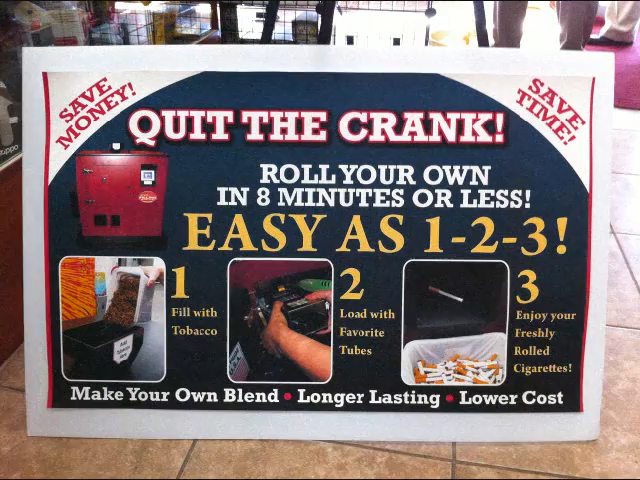 SAVE
MONEY!
SAVE
TIME!
QUIT THE CRANK!
ROLL YOUR OWN
IN 8 MINUTES OR LESS!
EASY AS 1-2-3!
1
Fill with
Tobacco
2
Load with
Favorite
Tubes
3
Enjoy your
Freshly
Rolled
Cigarettes!
Make Your Own Blend • Longer Lasting • Lower Cost